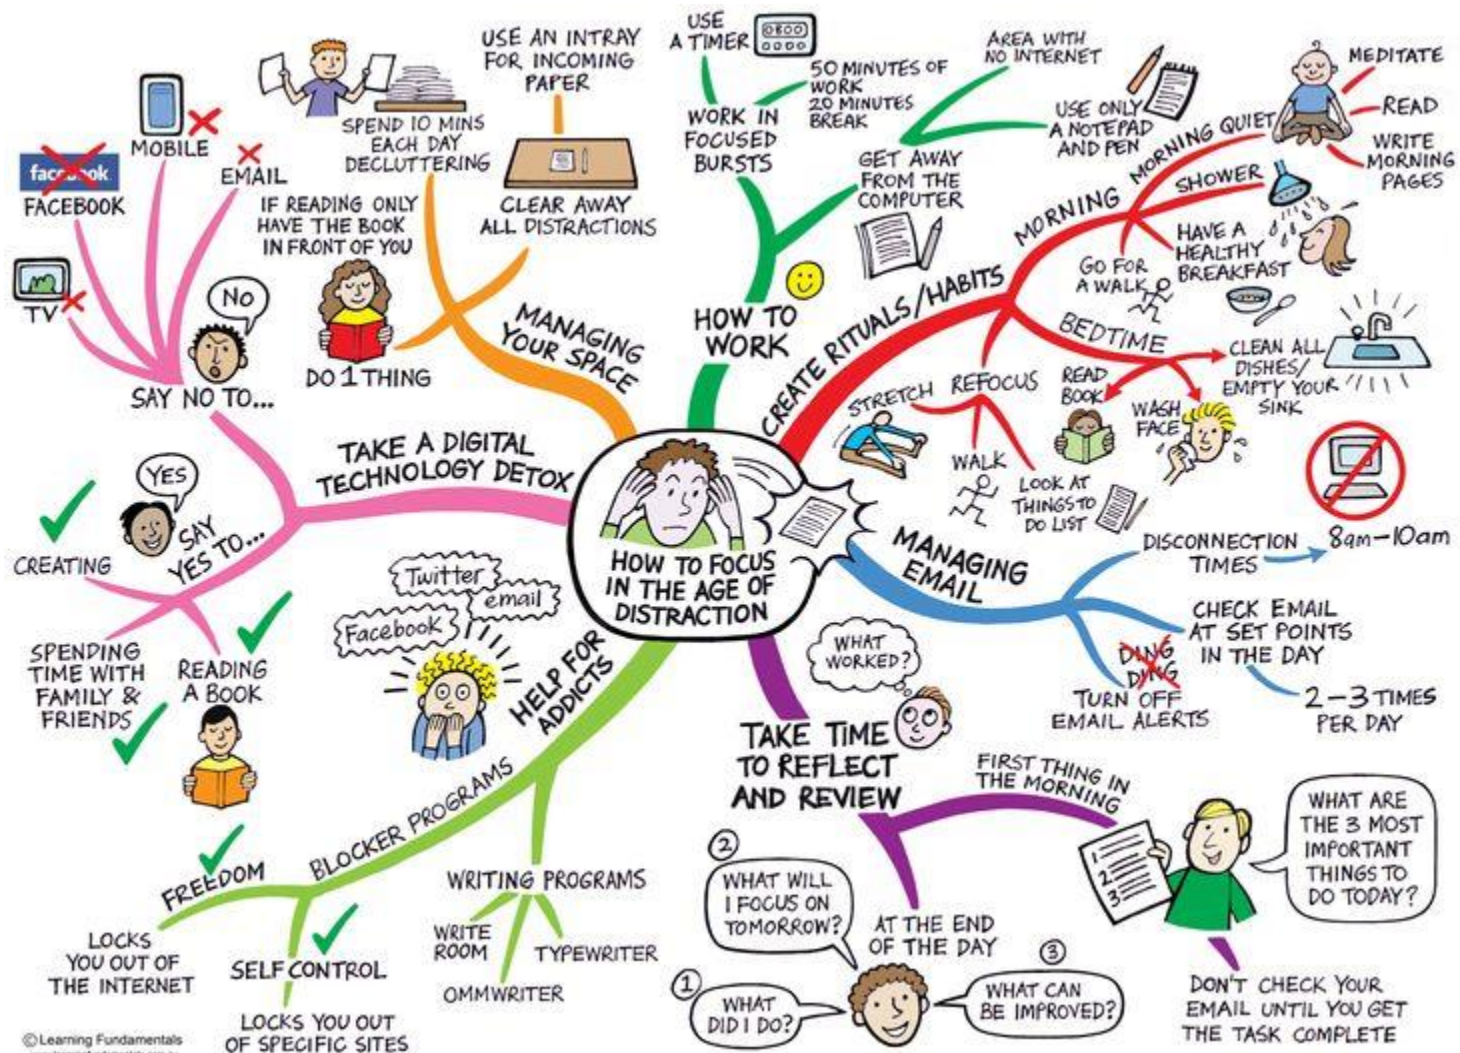 HOW TO FOCUS
IN THE AGE OF
DISTRACTION
HOW TO
WORK
WORK IN
FOCUSED
BURSTS
USE
A TIMER
50 MINUTES OF
WORK
20 MINUTES
BREAK
GET AWAY
FROM THE
COMPUTER
AREA WITH
NO INTERNET
USE ONLY
A NOTEPAD
AND PEN
CREATE RITUALS/HABITS
MORNING
MORNING QUIET
MEDITATE
READ
WRITE
MORNING
PAGES
SHOWER
HAVE A
HEALTHY
BREAKFAST
GO FOR
A WALK
BEDTIME
CLEAN ALL
DISHES/
EMPTY YOUR
SINK
WASH
FACE
READ
BOOK
REFOCUS
STRETCH
WALK
LOOK AT
THINGS TO
DO LIST
MANAGING
EMAIL
DISCONNECTION
TIMES
8am-10am
CHECK EMAIL
AT SET POINTS
IN THE DAY
2-3 TIMES
PER DAY
DING
DING
TURN OFF
EMAIL ALERTS
TAKE TIME
TO REFLECT
AND REVIEW
WHAT
WORKED?
FIRST THING IN
THE MORNING
1
2
3
WHAT ARE
THE 3 MOST
IMPORTANT
THINGS TO
DO TODAY?
DON'T CHECK YOUR
EMAIL UNTIL YOU GET
THE TASK COMPLETE
AT THE END
OF THE DAY
1
WHAT
DID I DO?
2
WHAT WILL
I FOCUS ON
TOMORROW?
3
WHAT CAN
BE IMPROVED?
HELP FOR
ADDICTS
Twitter
email
Facebook
BLOCKER PROGRAMS
FREEDOM
LOCKS
YOU OUT OF
THE INTERNET
SELF CONTROL
LOCKS YOU OUT
OF SPECIFIC SITES
WRITING PROGRAMS
WRITE
ROOM
OMMWRITER
TYPEWRITER
TAKE A DIGITAL
TECHNOLOGY DETOX
SAY NO TO...
NO
TV
facebook
FACEBOOK
MOBILE
EMAIL
SAY
YES TO...
YES
CREATING
SPENDING
TIME WITH
FAMILY &
FRIENDS
READING
A BOOK
MANAGING
YOUR SPACE
SPEND 10 MINS
EACH DAY
DECLUTTERING
USE AN INTRAY
FOR INCOMING
PAPER
CLEAR AWAY
ALL DISTRACTIONS
IF READING ONLY
HAVE THE BOOK
IN FRONT OF YOU
DO 1 THING
© Learning Fundamentals